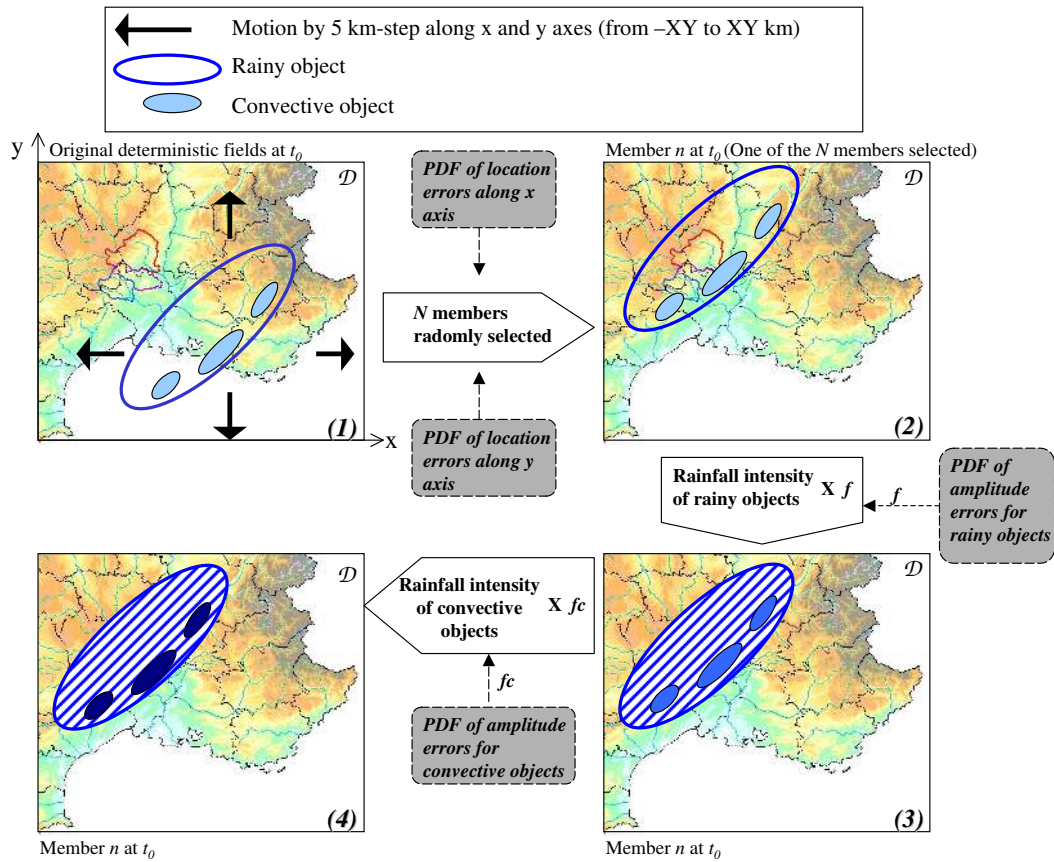 Motion by 5 km-step along x and y axes (from –XY to XY km)
Rainy object
Convective object
y
Original deterministic fields at t0
D
(1)
x
PDF of location
errors along x
axis
N members
radomly selected
PDF of location
errors along y
axis
Member n at t0 (One of the N members selected)
D
(2)
Rainfall intensity
of rainy objects
X f
f
PDF of
amplitude
errors for
rainy objects
D
(3)
Member n at t0
Rainfall intensity
of convective
objects
X fc
fc
PDF of amplitude
errors for
convective objects
D
(4)
Member n at t0